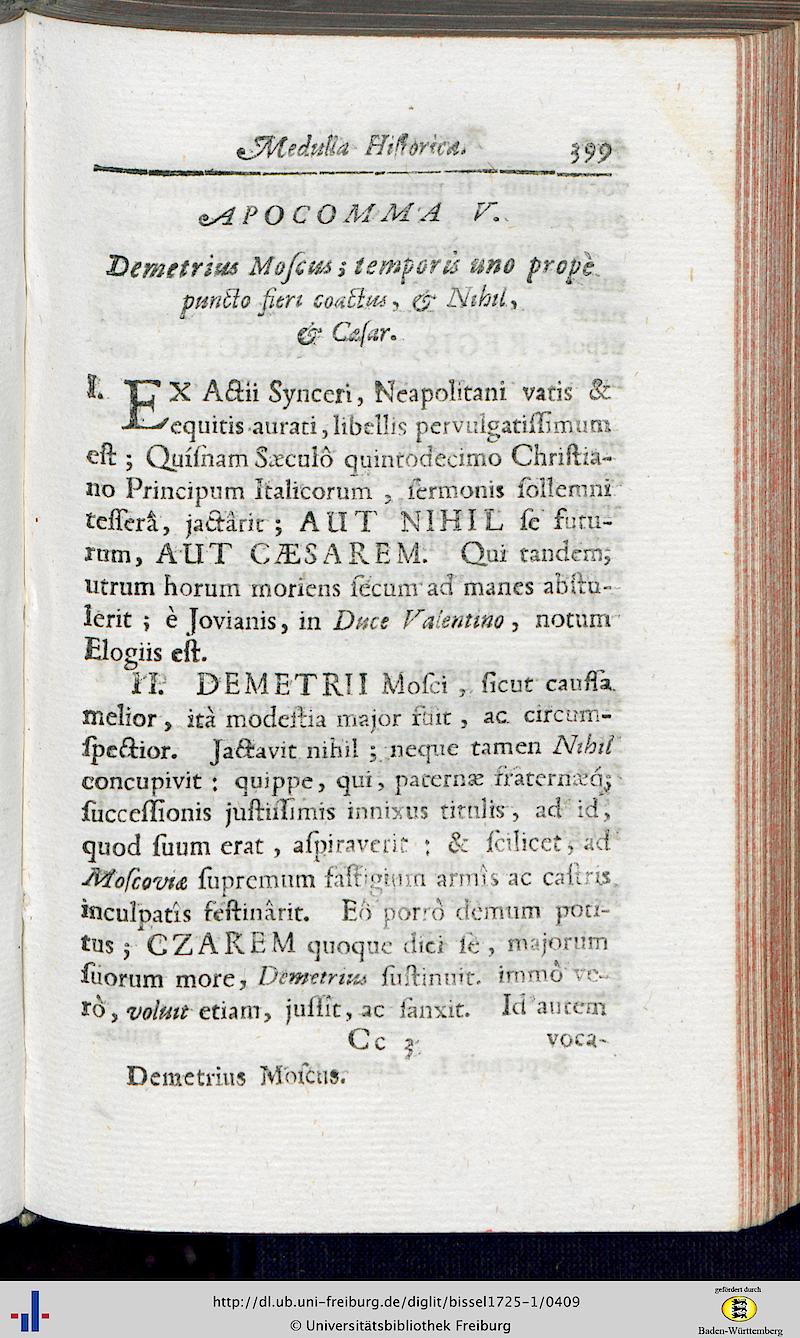 Medulla Historica. 399
APOCOMMA V.
Demetrius Moſcus; temporis uno propè
puncto fieri coactus, & Nihil,
& Cæſar.
I. EX Actii Synceri, Neapolitani vatis &
equitis aurati, libellis pervulgatiſſimum
eſt; Quiſnam Sæculô quintodecimo Chriſtia-
no Principum Italicorum, ſermonis ſollemni
teſſerâ, jactârit; AUT NIHIL ſe futu-
rum, AUT CÆSAREM. Qui tandem;
utrum horum moriens ſecum ad manes abſtu-
lerit; è Jovianis, in Duce Valentino, notum
Elogiis eſt.
II. DEMETRII Moſci, ſicut cauſſa
melior, ità modeſtia major fuit, ac circum-
ſpectior. Jactavit nihil; neque tamen Nihil
concupivit: quippe, qui, paternæ fraternæq́;
ſucceſſionis juſtiſſimis innixus titulis, ad id,
quod ſuum erat, aſpiraverit: & ſcilicet, ad
Moſcoviæ ſupremum faſtigium armîs ac caſtris
inculpatîs feſtinârit. Eô porrò demum poti-
tus; CZAREM quoque dici ſe, majorum
ſuorum more, Demetrius ſuſtinuit. immò ve-
rò, voluit etiam, juſſit, ac ſanxit. Id autem
Cc 3 voca-
Demetrius Moſcus.
http://dl.ub.uni-freiburg.de/diglit/bissel1725-1/0409
© Universitätsbibliothek Freiburg
gefördert durch
Baden-Württemberg